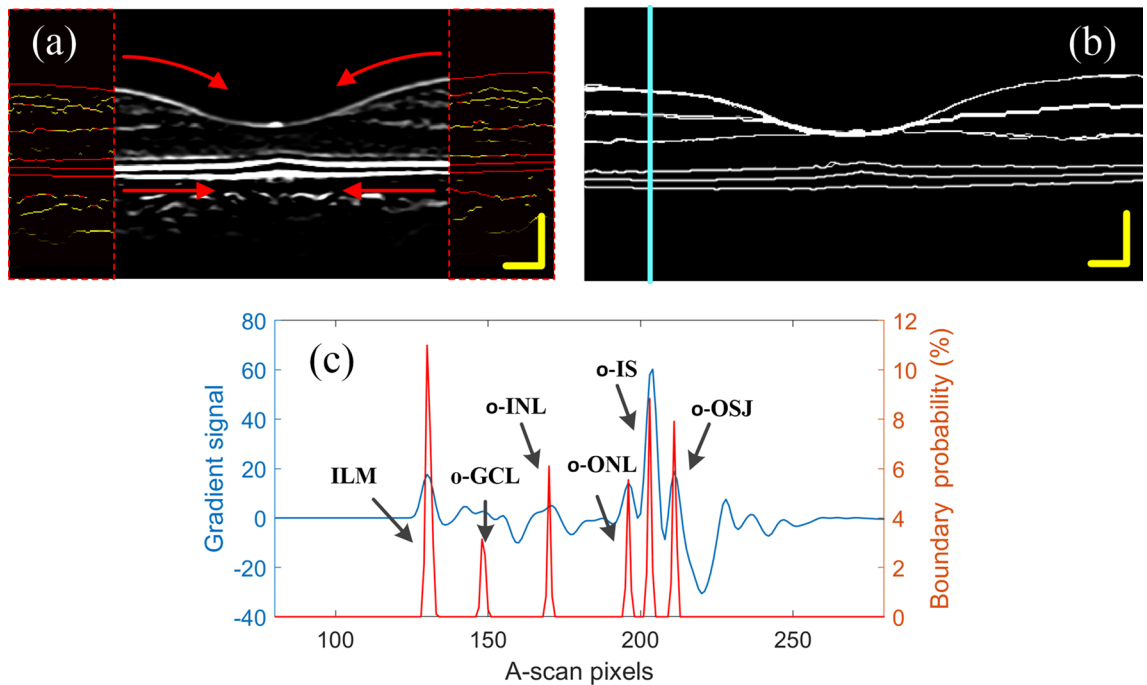 (a)
(b)
(c)
80
60
40
20
0
-20
-40
Gradient signal
12
10
8
6
4
2
0
Boundary probability (%)
ILM
o-GCL
o-INL
o-ONL
o-IS
o-OSJ
100 150 200 250
A-scan pixels